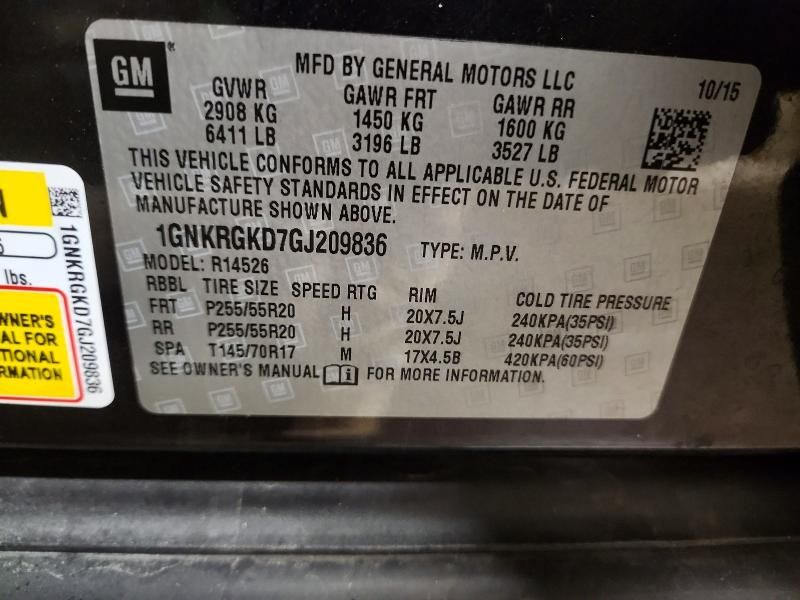 GM
MFD BY GENERAL MOTORS LLC
10/15
GVWR GAWR FRT GAWR RR
2908 KG 1450 KG 1600 KG
6411 LB 3196 LB 3527 LB
THIS VEHICLE CONFORMS TO ALL APPLICABLE U.S. FEDERAL MOTOR
VEHICLE SAFETY STANDARDS IN EFFECT ON THE DATE OF
MANUFACTURE SHOWN ABOVE.
1GNKRGKD7GJ209836 TYPE: M.P.V.
MODEL: R14526
RBBL TIRE SIZE SPEED RTG RIM COLD TIRE PRESSURE
FRT P255/55R20 H 20X7.5J 240KPA(35PSI)
RR P255/55R20 H 20X7.5J 240KPA(35PSI)
SPA T145/70R17 M 17X4.5B 420KPA(60PSI)
SEE OWNER'S MANUAL FOR MORE INFORMATION.
lbs.
WNER'S
AL FOR
TIONAL
RMATION
1GNKRGKD7GJ209836